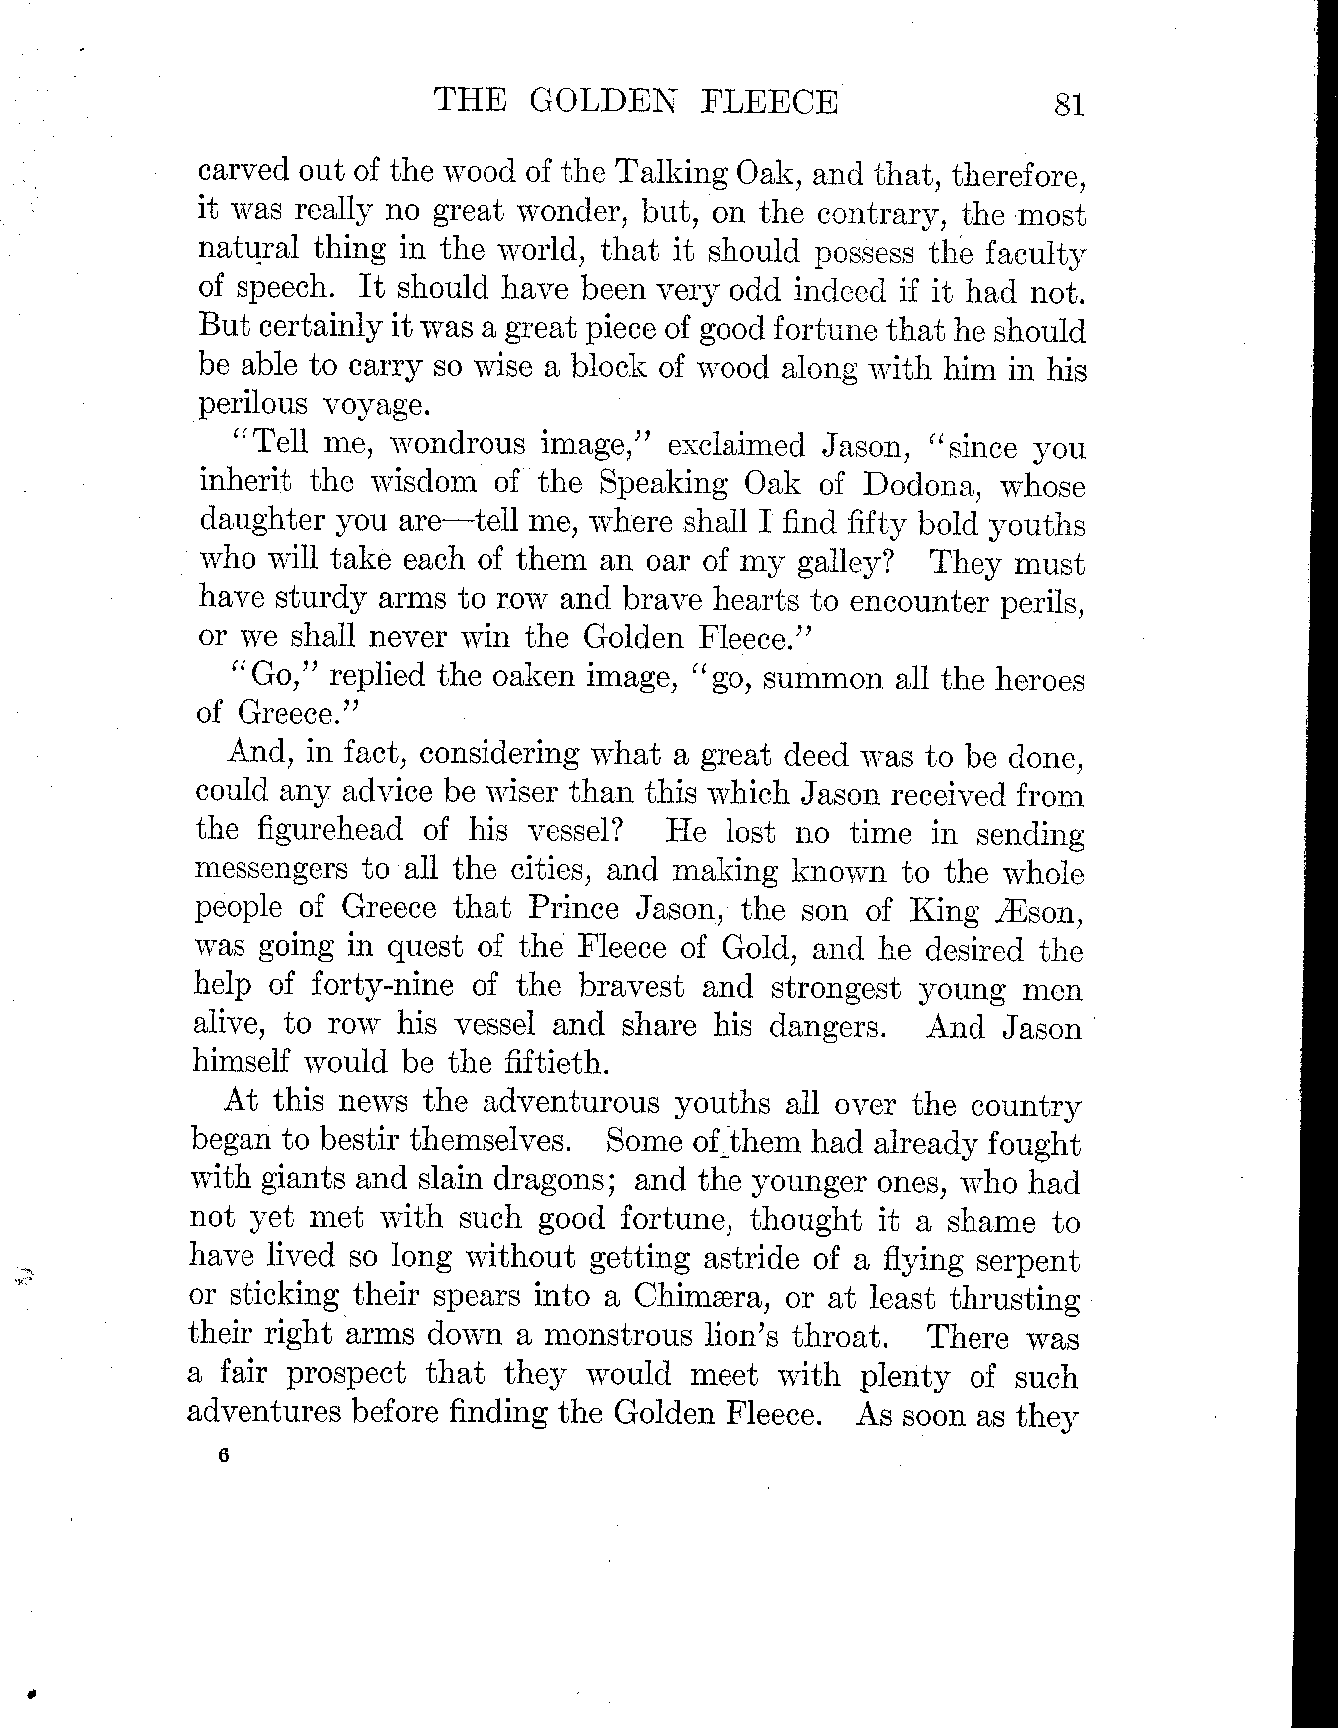 THE GOLDEN FLEECE 81
carved out of the wood of the Talking Oak, and that, therefore,
it was really no great wonder, but, on the contrary, the most
natural thing in the world, that it should possess the faculty
of speech. It should have been very odd indeed if it had not.
But certainly it was a great piece of good fortune that he should
be able to carry so wise a block of wood along with him in his
perilous voyage.
“Tell me, wondrous image,” exclaimed Jason, “since you
inherit the wisdom of the Speaking Oak of Dodona, whose
daughter you are—tell me, where shall I find fifty bold youths
who will take each of them an oar of my galley? They must
have sturdy arms to row and brave hearts to encounter perils,
or we shall never win the Golden Fleece.”
“Go,” replied the oaken image, “go, summon all the heroes
of Greece.”
And, in fact, considering what a great deed was to be done,
could any advice be wiser than this which Jason received from
the figurehead of his vessel? He lost no time in sending
messengers to all the cities, and making known to the whole
people of Greece that Prince Jason, the son of King Æson,
was going in quest of the Fleece of Gold, and he desired the
help of forty-nine of the bravest and strongest young men
alive, to row his vessel and share his dangers. And Jason
himself would be the fiftieth.
At this news the adventurous youths all over the country
began to bestir themselves. Some of them had already fought
with giants and slain dragons; and the younger ones, who had
not yet met with such good fortune, thought it a shame to
have lived so long without getting astride of a flying serpent
or sticking their spears into a Chimæra, or at least thrusting
their right arms down a monstrous lion’s throat. There was
a fair prospect that they would meet with plenty of such
adventures before finding the Golden Fleece. As soon as they
6